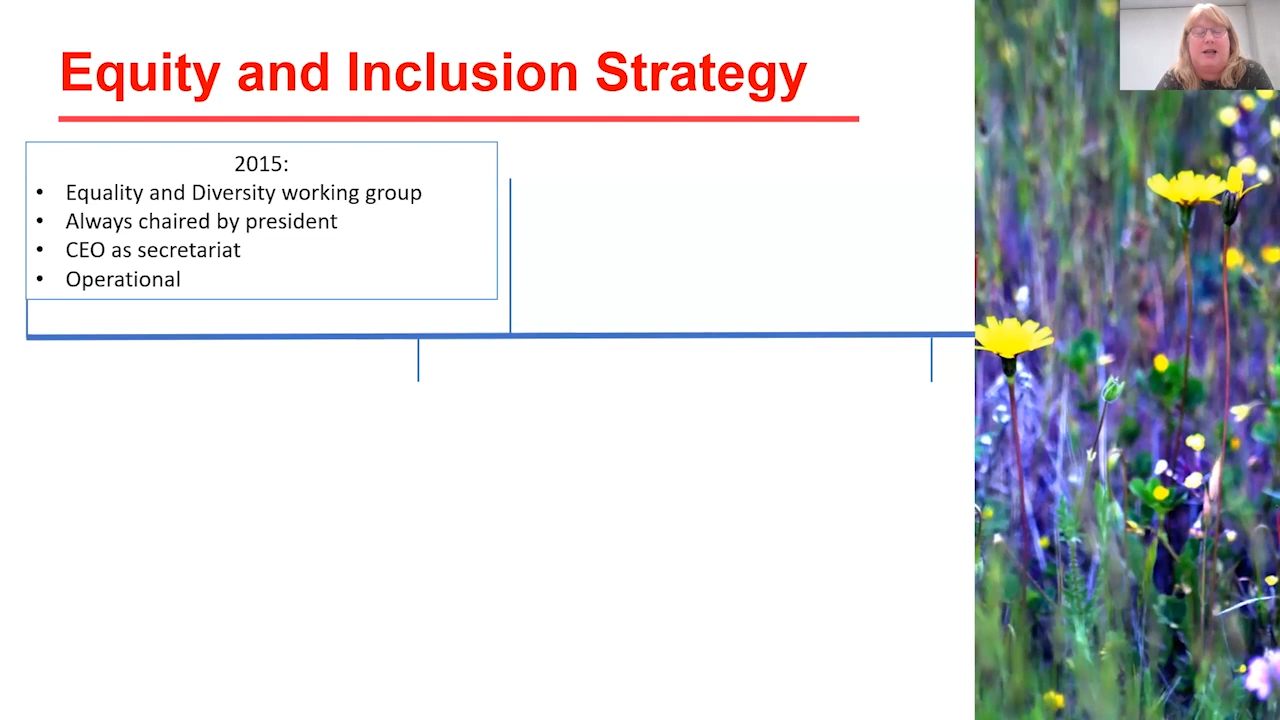 Equity and Inclusion Strategy
2015:
• Equality and Diversity working group
• Always chaired by president
• CEO as secretariat
• Operational